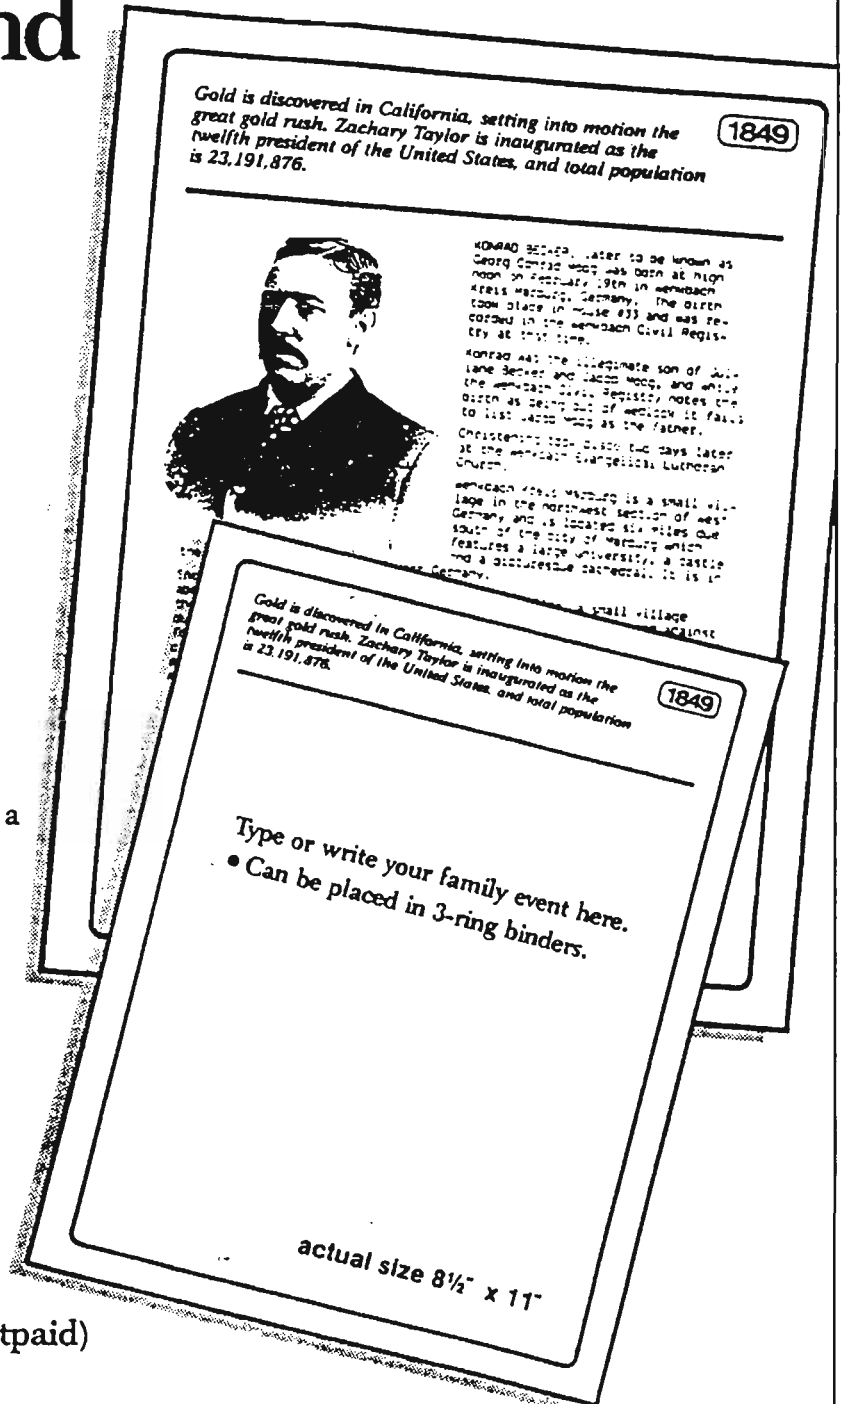 nd
Gold is discovered in California, setting into motion the
great gold rush. Zachary Taylor is inaugurated as the
twelfth president of the United States, and total population
is 23,191,876.
1849
KONRAD BECKER, later to be known as
Georg Conrad was born at high
noon on February 19th in
Kreis Marburg, Germany. The birth
took place in house #33 and was re-
corded in the Civil Regis-
try at that time.
Konrad was the illegimate son of
Becker and and
the Civil Registry notes the
birth as being out of wedlock it fails
to list as the father.
Christening took place two days later
at the Evangelical Lutheran
Church.
Kreis Marburg is a small vil-
lage in the northwest section of West
Germany and is located six miles due
south of the city of Marburg which
features a large university, a castle
and a picturesque cathedral. It is in
Germany.
a small village
against
Gold is discovered in California, setting into motion the
great gold rush. Zachary Taylor is inaugurated as the
twelfth president of the United States, and total population
is 23,191,876.
1849
a
Type or write your family event here.
• Can be placed in 3-ring binders.
actual size 8½" x 11"
tpaid)